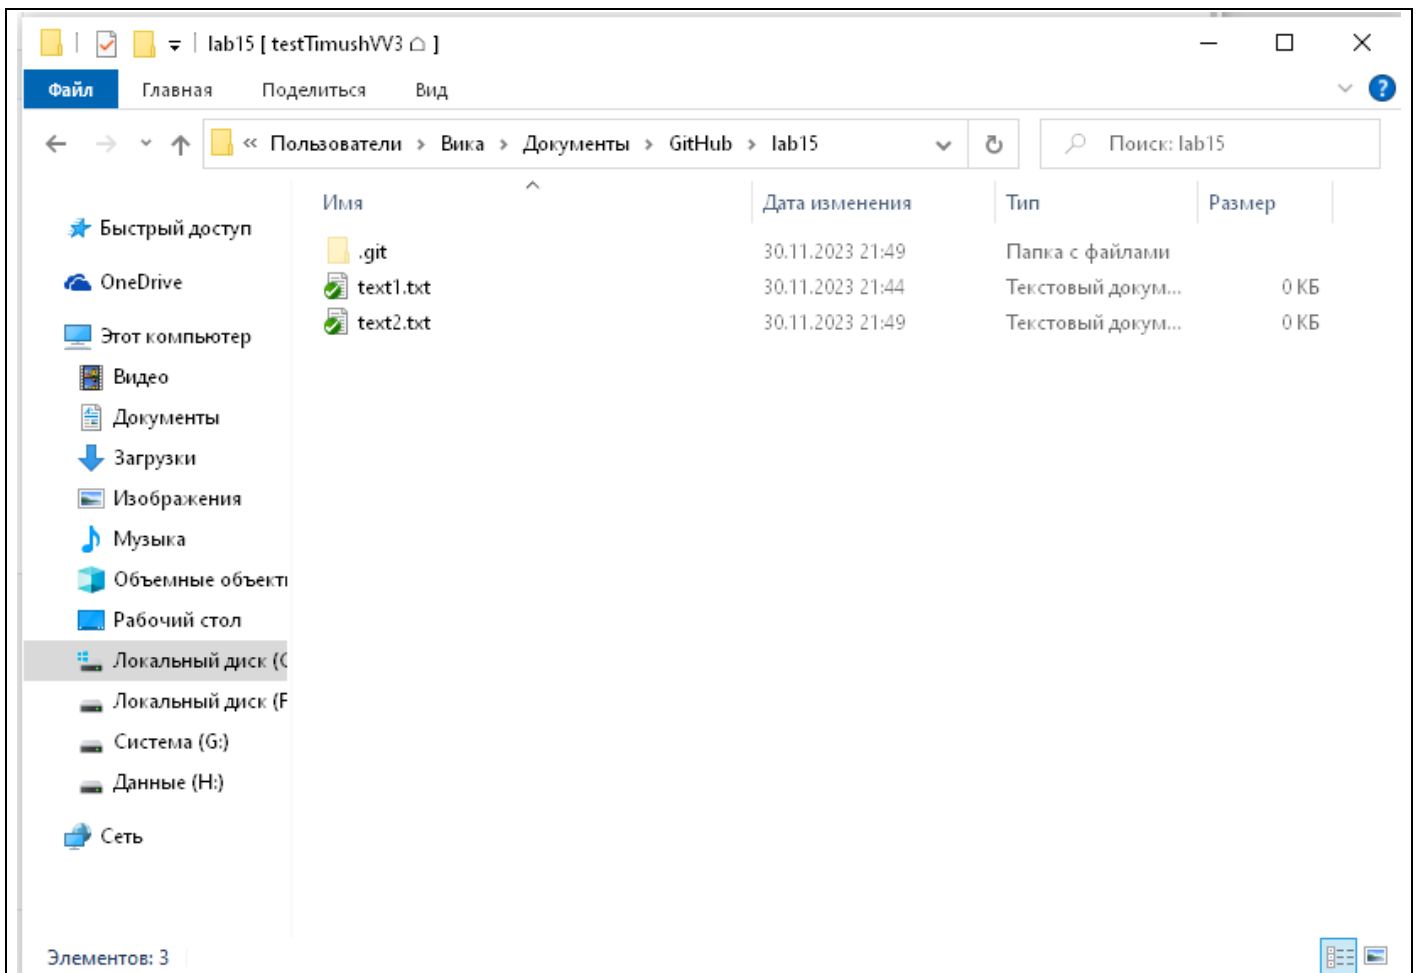 lab15 [ testTimushVV3 ]
Файл Главная Поделиться Вид
« Пользователи › Вика › Документы › GitHub › lab15 Поиск: lab15
Имя Дата изменения Тип Размер
.git 30.11.2023 21:49 Папка с файлами
text1.txt 30.11.2023 21:44 Текстовый докум... 0 КБ
text2.txt 30.11.2023 21:49 Текстовый докум... 0 КБ
Быстрый доступ
OneDrive
Этот компьютер
Видео
Документы
Загрузки
Изображения
Музыка
Объемные объекты
Рабочий стол
Локальный диск (C
Локальный диск (F
Система (G:)
Данные (H:)
Сеть
Элементов: 3